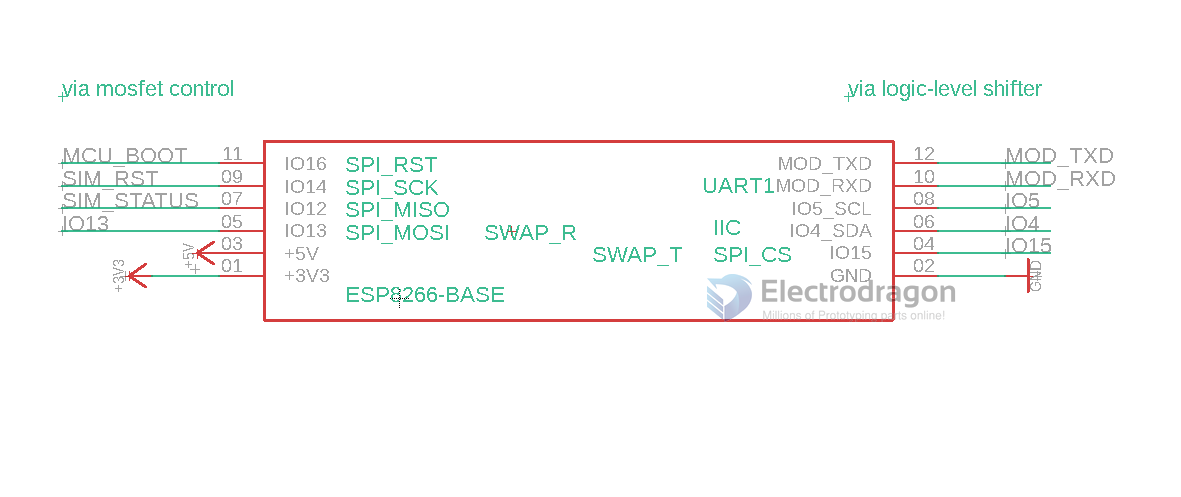 via mosfet control
via logic-level shifter
MCU_BOOT 11 IO16 SPI_RST MOD_TXD 12 MOD_TXD
SIM_RST 09 IO14 SPI_SCK UART1 MOD_RXD 10 MOD_RXD
SIM_STATUS 07 IO12 SPI_MISO IO5_SCL 08 IO5
IO13 05 IO13 SPI_MOSI SWAP_R IIC IO4_SDA 06 IO4
+5V 03 +5V SWAP_T SPI_CS IO15 04 IO15
+3V3 01 +3V3 GND 02 GND
ESP8266-BASE
Electrodragon
Millions of Prototyping parts online!